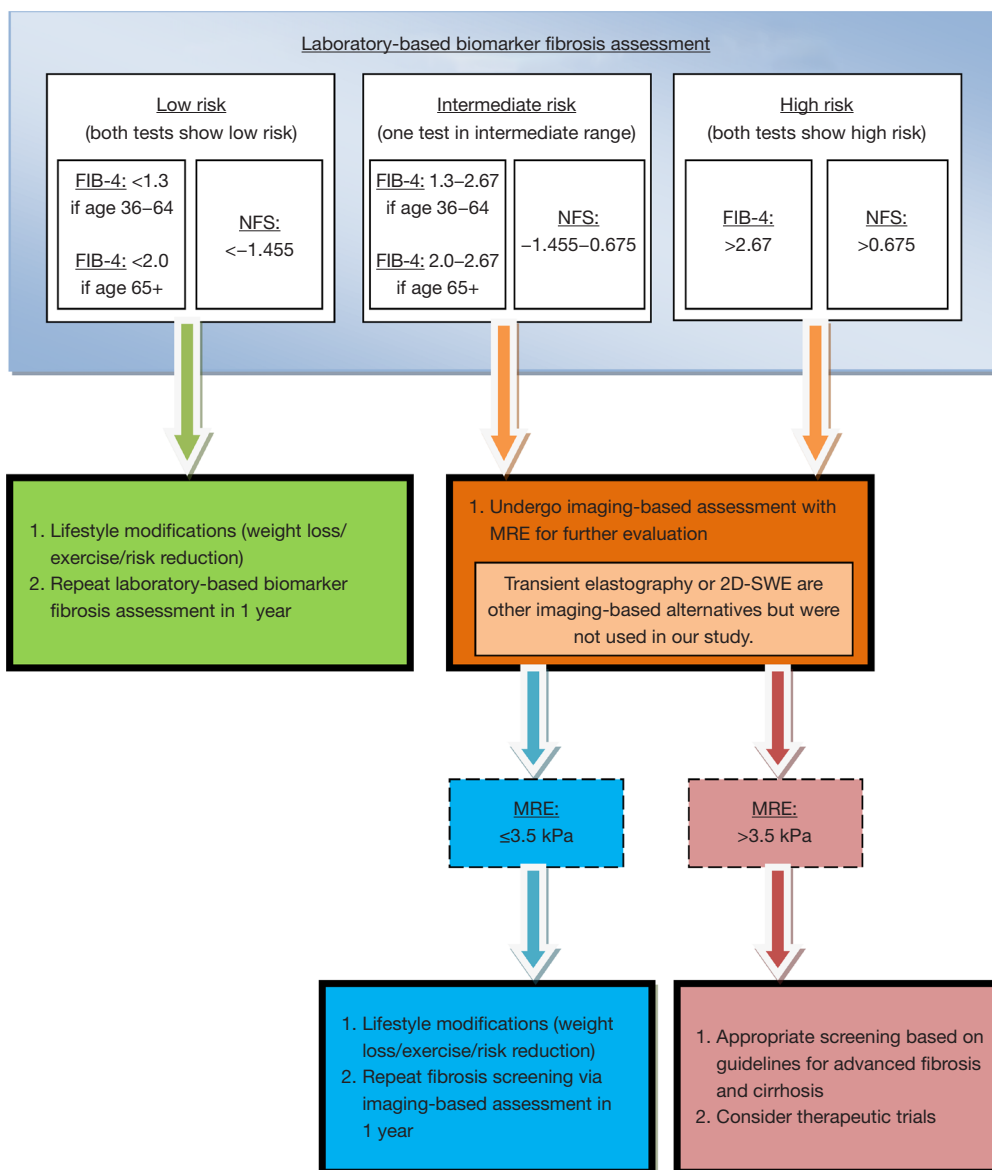 Laboratory-based biomarker fibrosis assessment
Low risk
(both tests show low risk)
FIB-4: <1.3
if age 36–64
FIB-4: <2.0
if age 65+
NFS:
<–1.455
Intermediate risk
(one test in intermediate range)
FIB-4: 1.3–2.67
if age 36–64
FIB-4: 2.0–2.67
if age 65+
NFS:
–1.455–0.675
High risk
(both tests show high risk)
FIB-4:
>2.67
NFS:
>0.675
1. Lifestyle modifications (weight loss/
exercise/risk reduction)
2. Repeat laboratory-based biomarker
fibrosis assessment in 1 year
1. Undergo imaging-based assessment with
MRE for further evaluation
Transient elastography or 2D-SWE are
other imaging-based alternatives but were
not used in our study.
MRE:
≤3.5 kPa
MRE:
>3.5 kPa
1. Lifestyle modifications (weight
loss/exercise/risk reduction)
2. Repeat fibrosis screening via
imaging-based assessment in
1 year
1. Appropriate screening based on
guidelines for advanced fibrosis
and cirrhosis
2. Consider therapeutic trials